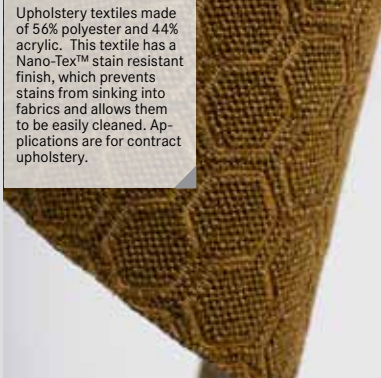 Upholstery textiles made
of 56% polyester and 44%
acrylic.  This textile has a
Nano-Tex™ stain resistant
finish, which prevents
stains from sinking into
fabrics and allows them
to be easily cleaned. Ap-
plications are for contract
upholstery.